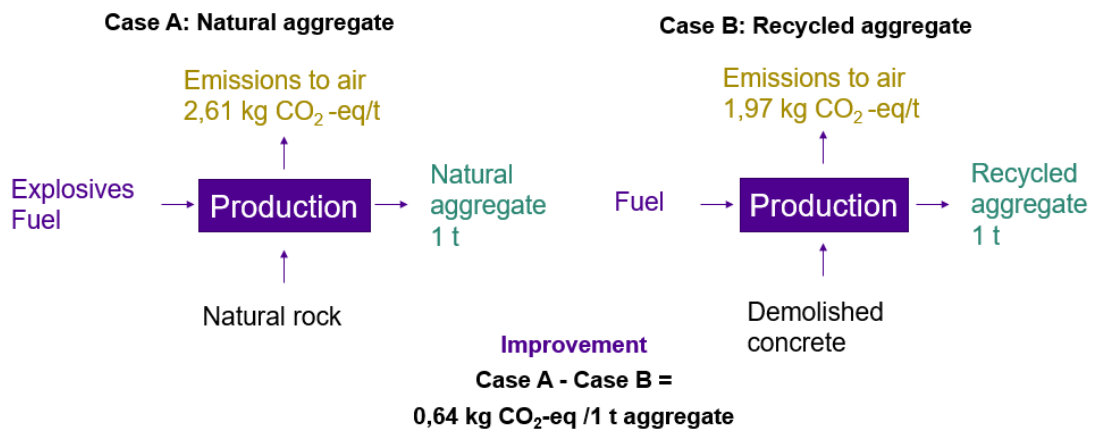 Case A: Natural aggregate
Emissions to air
2,61 kg CO₂ -eq/t
Explosives
Fuel
Production
Natural
aggregate
1 t
Natural rock
Case B: Recycled aggregate
Emissions to air
1,97 kg CO₂ -eq/t
Fuel
Production
Recycled
aggregate
1 t
Demolished
concrete
Improvement
Case A - Case B =
0,64 kg CO₂-eq /1 t aggregate